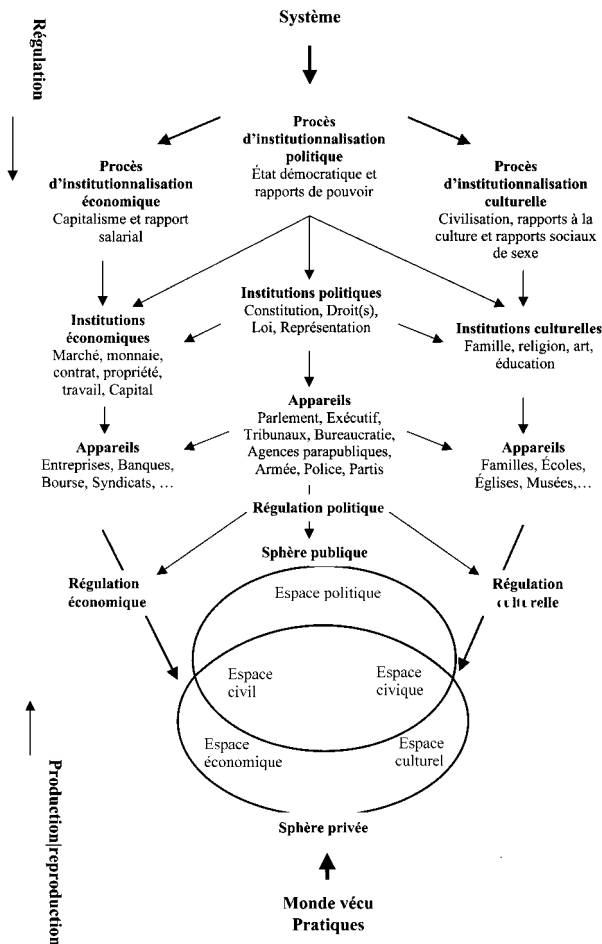 Système
Régulation
Procès
d'institutionnalisation
politique
État démocratique et
rapports de pouvoir
Procès
d'institutionnalisation
économique
Capitalisme et rapport
salarial
Procès
d'institutionnalisation
culturelle
Civilisation, rapports à la
culture et rapports sociaux
de sexe
Institutions politiques
Constitution, Droit(s),
Loi, Représentation
Institutions
économiques
Marché, monnaie,
contrat, propriété,
travail, Capital
Institutions culturelles
Famille, religion, art,
éducation
Appareils
Parlement, Exécutif,
Tribunaux, Bureaucratie,
Agences parapubliques,
Armée, Police, Partis
Appareils
Entreprises, Banques,
Bourse, Syndicats, ...
Appareils
Familles, Écoles,
Églises, Musées,...
Régulation politique
Sphère publique
Régulation
économique
Régulation
culturelle
Espace politique
Espace
civil
Espace
civique
Espace
économique
Espace
culturel
Sphère privée
Production|reproduction
Monde vécu
Pratiques